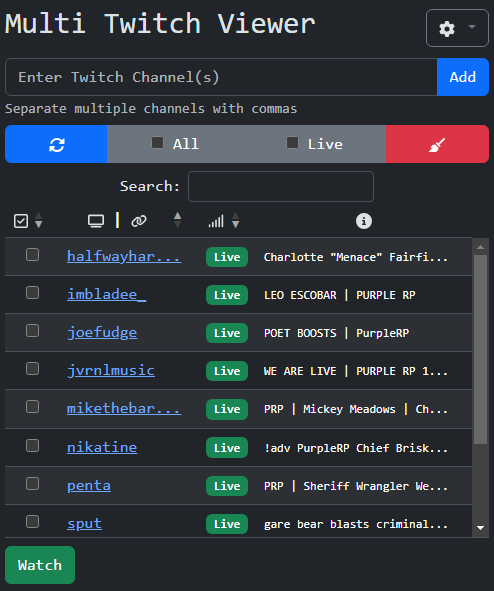 Multi Twitch Viewer
Enter Twitch Channel(s) Add
Separate multiple channels with commas
All Live
Search:
|
halfwayhar... Live Charlotte "Menace" Fairfi...
imbladee_ Live LEO ESCOBAR | PURPLE RP
joefudge Live POET BOOSTS | PurpleRP
jvrnlmusic Live WE ARE LIVE | PURPLE RP 1...
mikethebar... Live PRP | Mickey Meadows | Ch...
nikatine Live !adv PurpleRP Chief Brisk...
penta Live PRP | Sheriff Wrangler We...
sput Live gare bear blasts criminal...
Watch